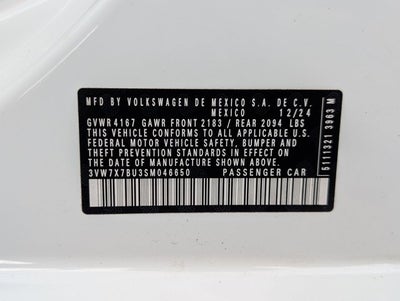 MFD BY VOLKSWAGEN DE MEXICO S.A. DE C.V.
MEXICO 12/24
GVWR 4167 GAWR FRONT 2183 / REAR 2094 LBS
THIS VEHICLE CONFORMS TO ALL APPLICABLE U.S.
FEDERAL MOTOR VEHICLE SAFETY, BUMPER AND
THEFT PREVENTION STANDARDS IN EFFECT ON THE
DATE OF MANUFACTURE SHOWN ABOVE
3VW7X7BU3SM046650 PASSENGER CAR
5111321 3963 M